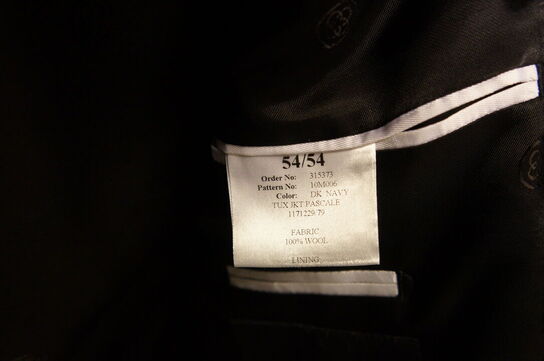 54/54
Order No: 315373
Pattern No: 10M006
Color: DK NAVY
TUX JKT PASCALE
1171229/79
FABRIC
100% WOOL
LINING